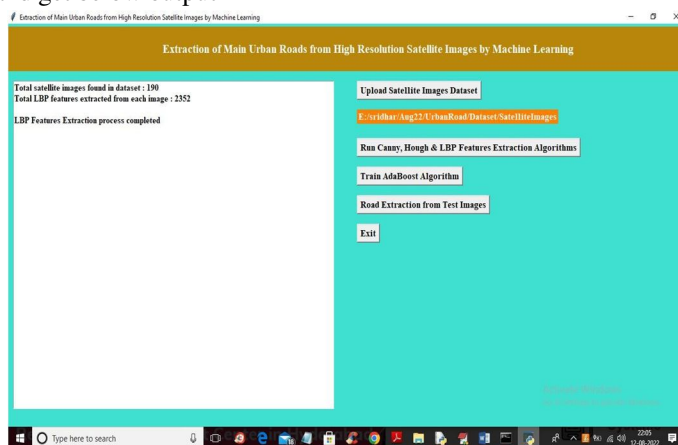 Extraction of Main Urban Roads from High Resolution Satellite Images by Machine Learning
Extraction of Main Urban Roads from High Resolution Satellite Images by Machine Learning
Total satellite images found in dataset : 190
Total LBP features extracted from each image : 2352
LBP Features Extraction process completed
Upload Satellite Images Dataset
E:/sridhar/Aug22/UrbanRoad/Dataset/SatelliteImages
Run Canny, Hough & LBP Features Extraction Algorithms
Train AdaBoost Algorithm
Road Extraction from Test Images
Exit
Type here to search
22:05
12-08-2022